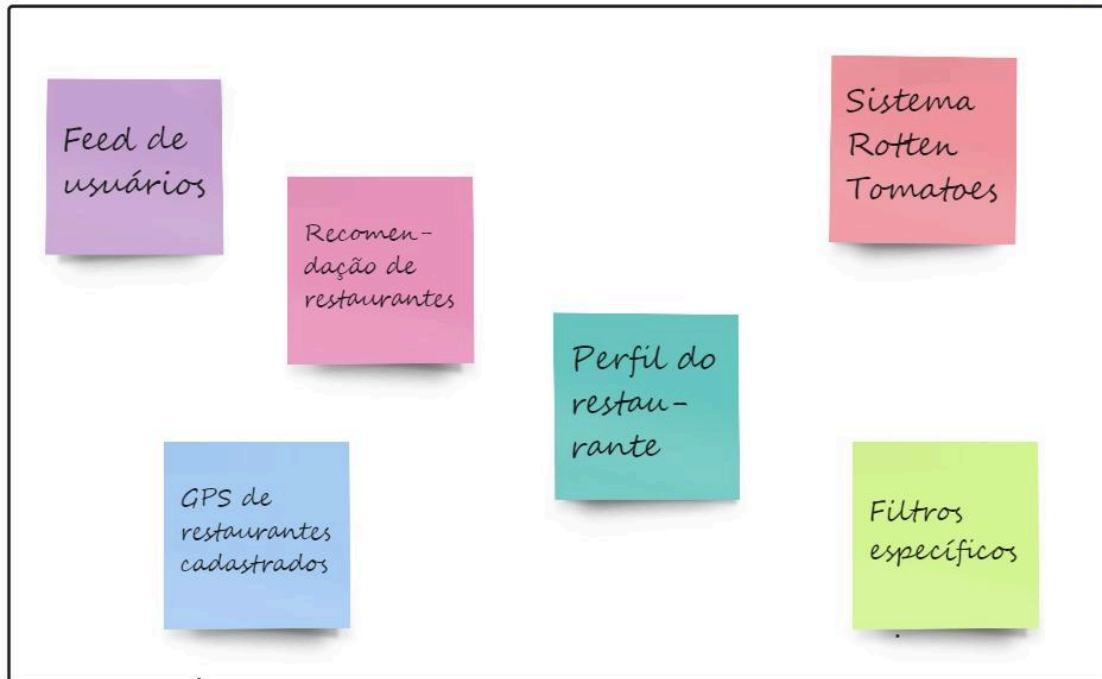 Feed de
usuários
Recomen-
dação de
restaurantes
Sistema
Rotten
Tomatoes
Perfil do
restau-
rante
GPS de
restaurantes
cadastrados
Filtros
específicos